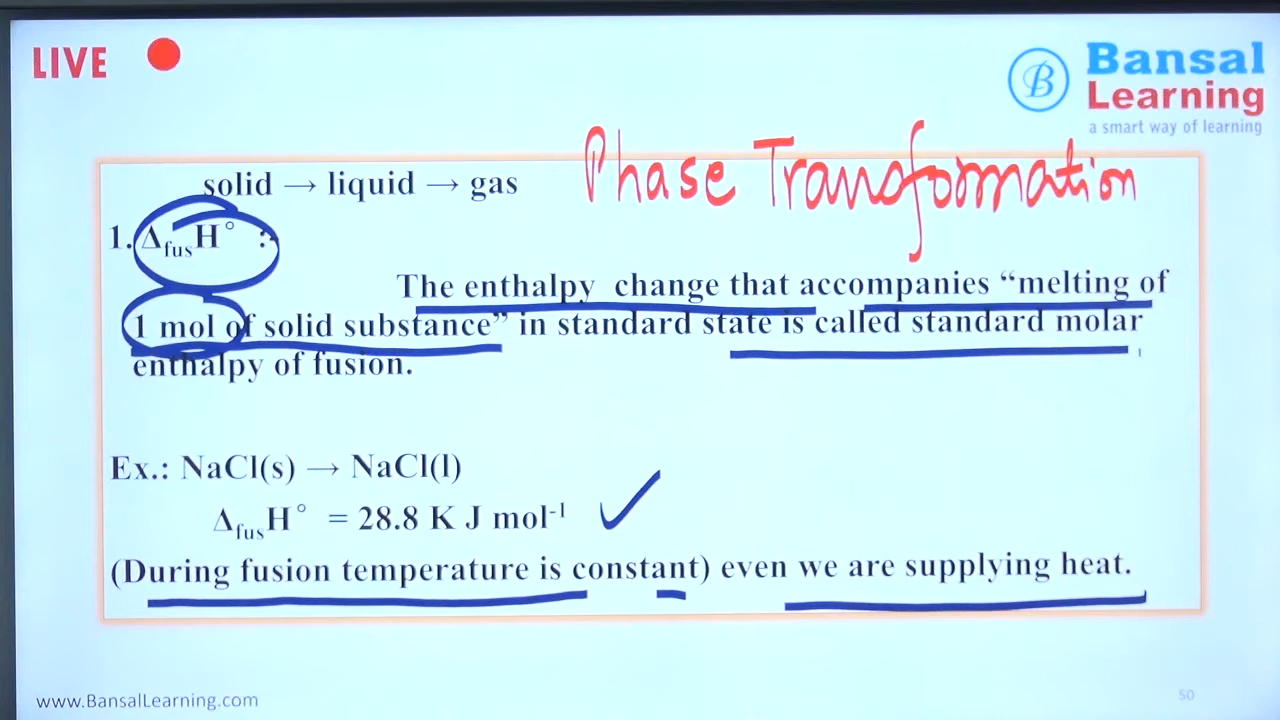 LIVE
B
Bansal
Learning
a smart way of learning
Phase Transformation
solid → liquid → gas
1. ΔfusH° :-
The enthalpy change that accompanies “melting of
1 mol of solid substance” in standard state is called standard molar
enthalpy of fusion.
Ex.: NaCl(s) → NaCl(l)
ΔfusH° = 28.8 K J mol-1
(During fusion temperature is constant) even we are supplying heat.
www.BansalLearning.com
50